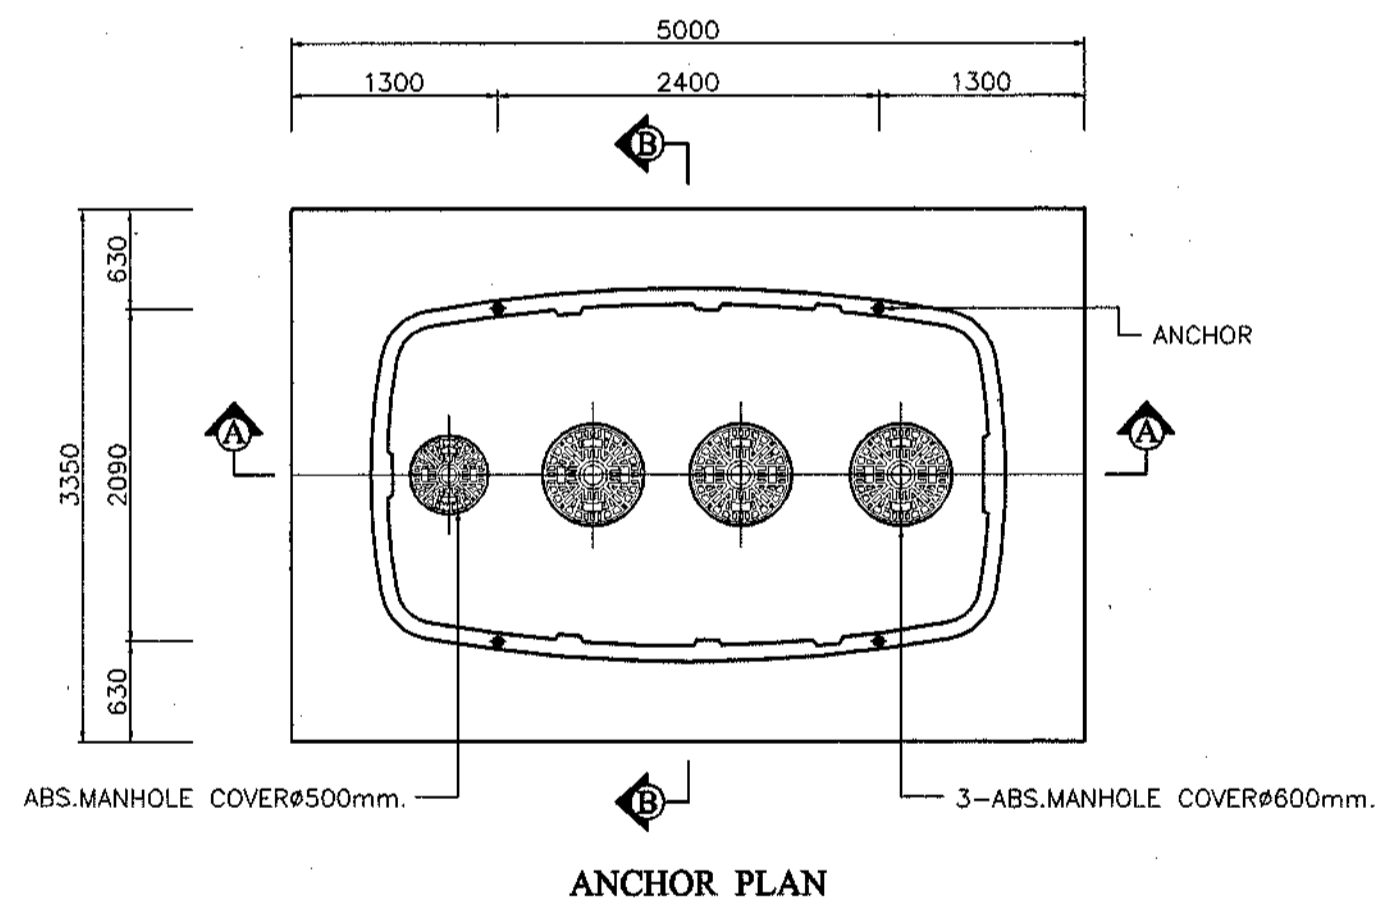 5000
1300 2400 1300
B
630
ANCHOR
A A
3350 2090
630
ABS.MANHOLE COVERø500mm. B 3-ABS.MANHOLE COVERø600mm.
ANCHOR PLAN